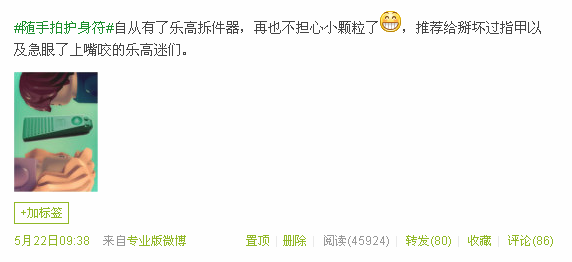 #随手拍护身符#自从有了乐高拆件器，再也不担心小颗粒了，推荐给掰坏过指甲以
及急眼了上嘴咬的乐高迷们。
+加标签
5月22日09:38 来自专业版微博 置顶 | 删除 | 阅读(45924) | 转发(80) | 收藏 | 评论(86)